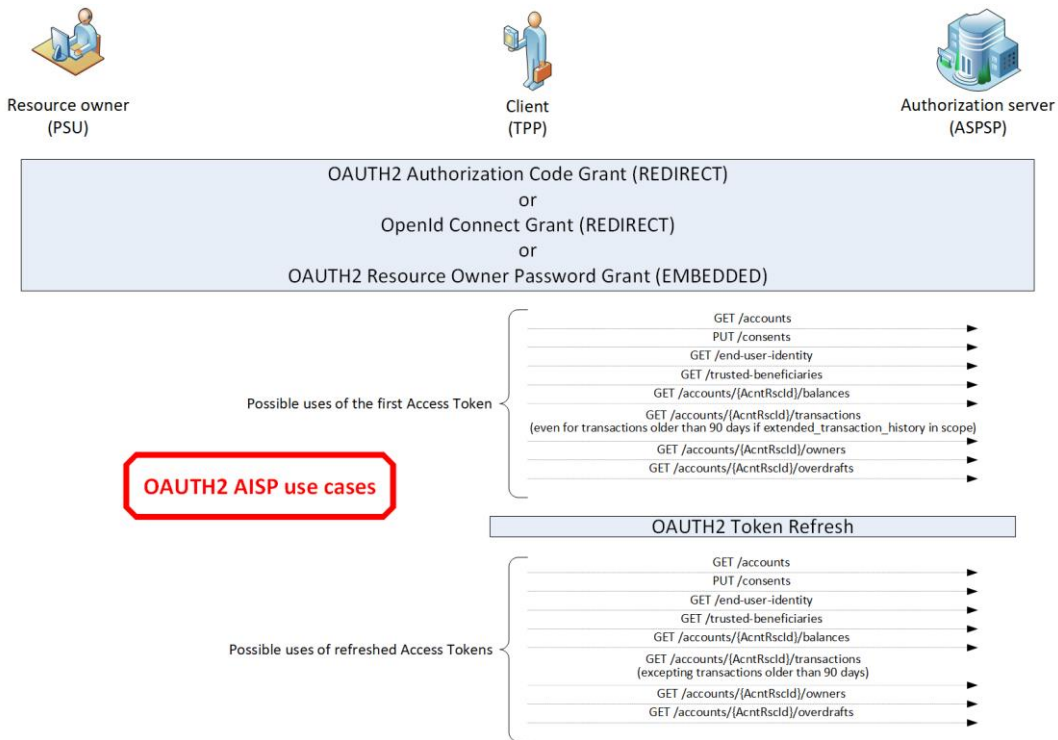 Resource owner
(PSU)
Client
(TPP)
Authorization server
(ASPSP)
OAUTH2 Authorization Code Grant (REDIRECT)
or
OpenId Connect Grant (REDIRECT)
or
OAUTH2 Resource Owner Password Grant (EMBEDDED)
GET /accounts
PUT /consents
GET /end-user-identity
GET /trusted-beneficiaries
GET /accounts/{AcntRscId}/balances
Possible uses of the first Access Token
GET /accounts/{AcntRscId}/transactions
(even for transactions older than 90 days if extended_transaction_history in scope)
GET /accounts/{AcntRscId}/owners
GET /accounts/{AcntRscId}/overdrafts
OAUTH2 AISP use cases
OAUTH2 Token Refresh
GET /accounts
PUT /consents
GET /end-user-identity
GET /trusted-beneficiaries
GET /accounts/{AcntRscId}/balances
Possible uses of refreshed Access Tokens
GET /accounts/{AcntRscId}/transactions
(excepting transactions older than 90 days)
GET /accounts/{AcntRscId}/owners
GET /accounts/{AcntRscId}/overdrafts